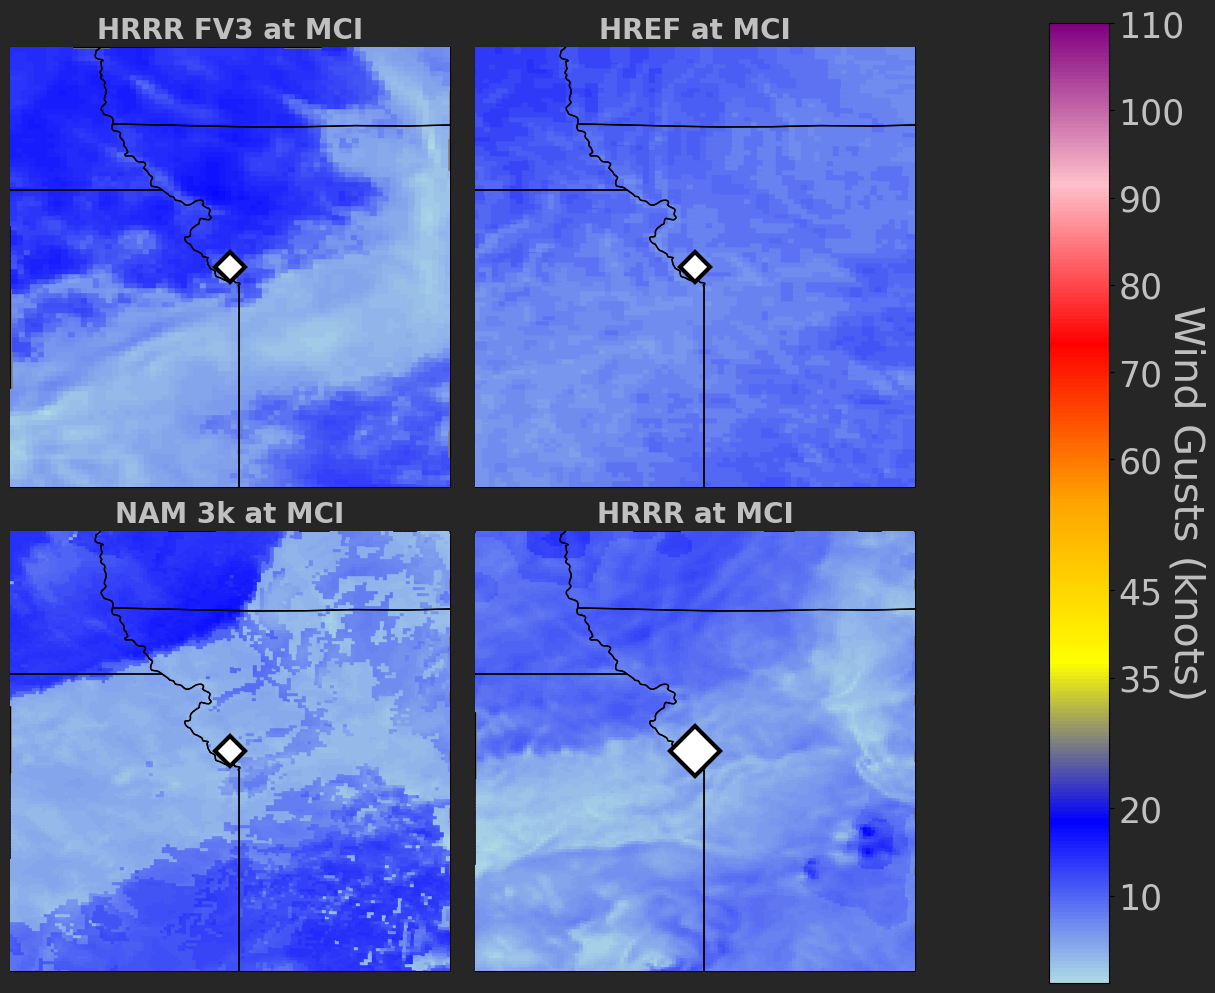 HRRR FV3 at MCI
HREF at MCI
NAM 3k at MCI
HRRR at MCI
110
100
90
80
70
60
45
35
20
10
Wind Gusts (knots)